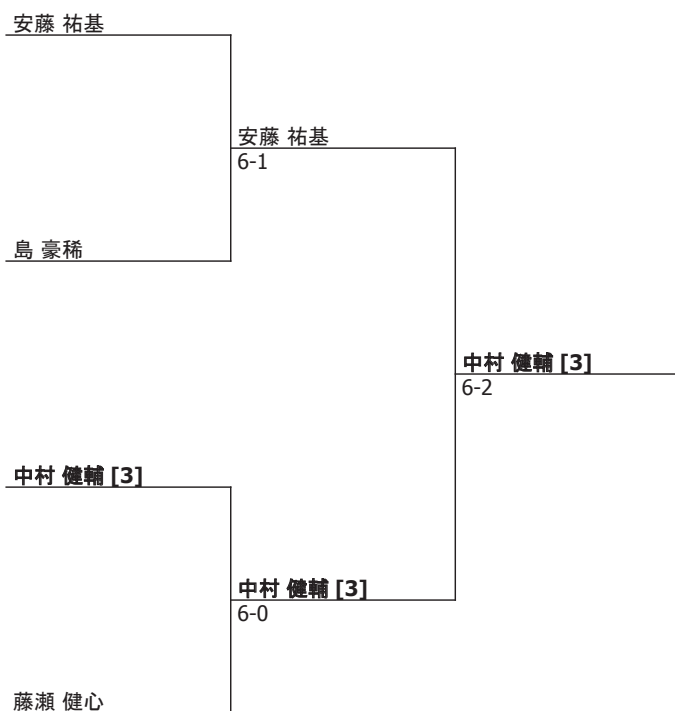 安藤 祐基
安藤 祐基
6-1
島 豪稀
中村 健輔 [3]
6-2
中村 健輔 [3]
中村 健輔 [3]
6-0
藤瀬 健心